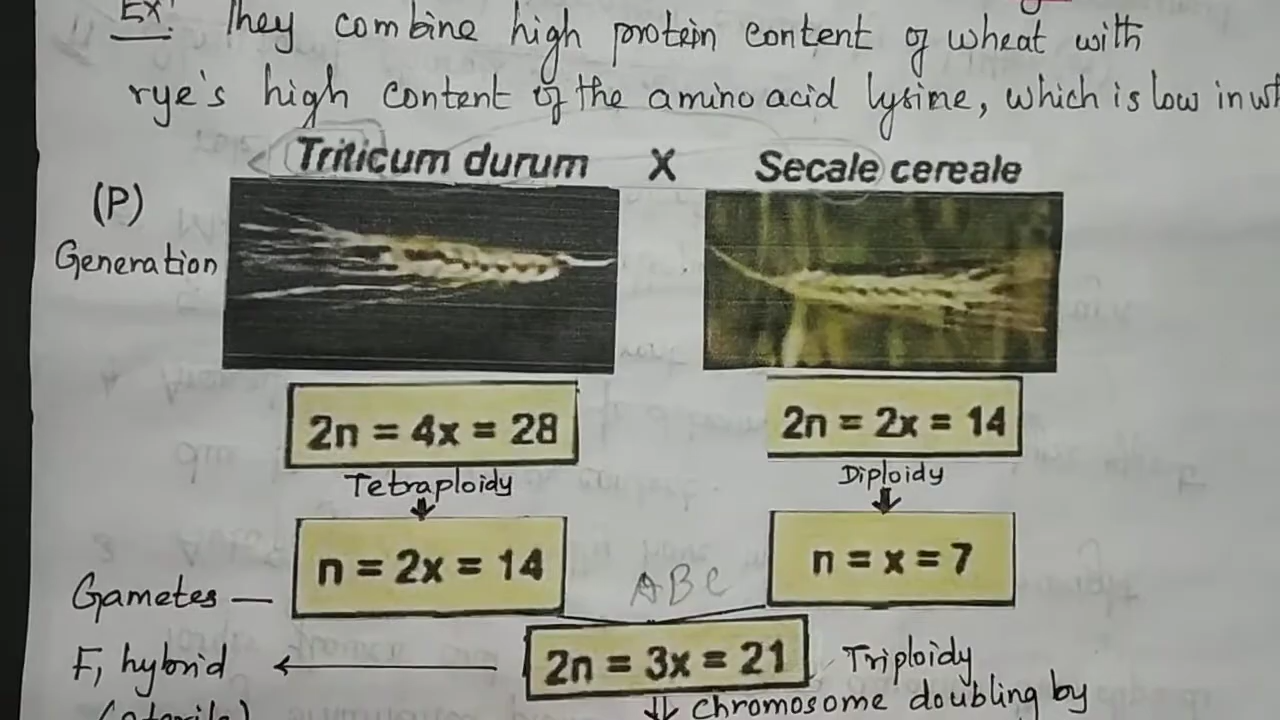 Ex: They combine high protein content of wheat with
rye's high content of the amino acid lysine, which is low in
Triticum durum X Secale cereale
(P)
Generation
2n = 4x = 28 2n = 2x = 14
Tetraploidy Diploidy
n = 2x = 14 n = x = 7
ABC
Gametes —
F1 hybrid 2n = 3x = 21 Triploidy
(sterile) chromosome doubling by